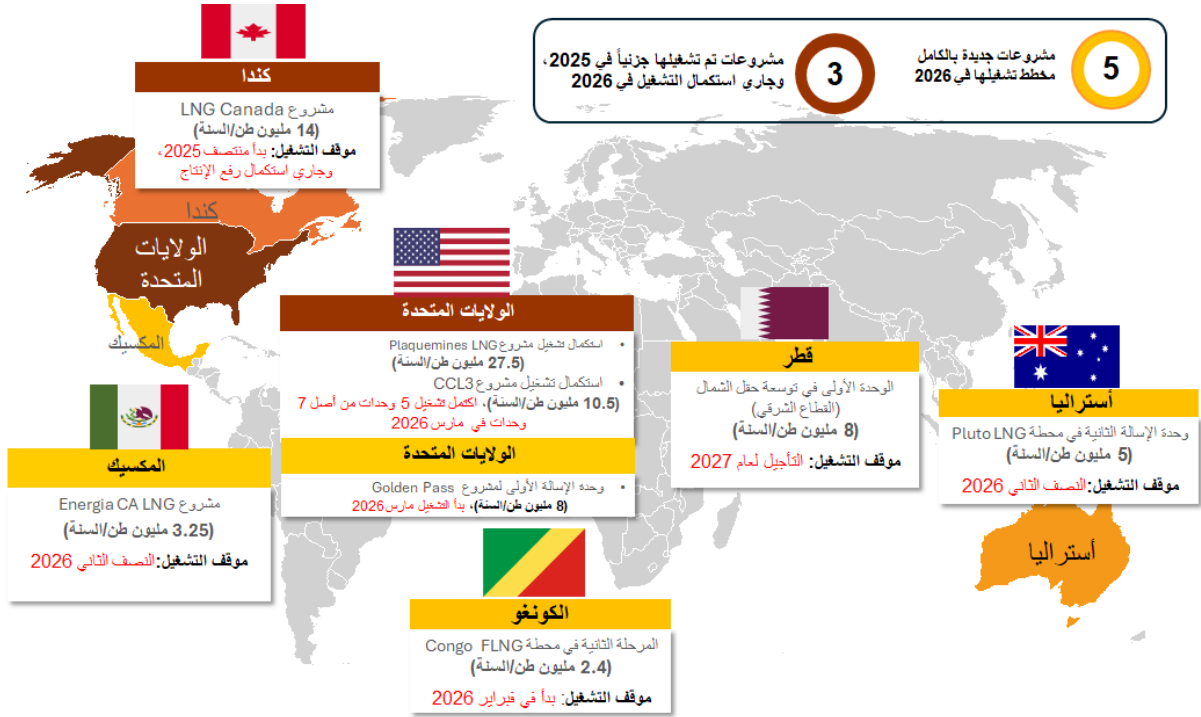 5
مشروعات جديدة بالكامل
مخطط تشغيلها في 2026
3
مشروعات تم تشغيلها جزئياً في 2025،
وجاري استكمال التشغيل في 2026
كندا
مشروع LNG Canada
(14 مليون طن/السنة)
موقف التشغيل: بدأ منتصف 2025،
وجاري استكمال رفع الإنتاج
كندا
الولايات
المتحدة
المكسيك
الولايات المتحدة
• استكمال تشغيل مشروع Plaquemines LNG
(27.5 مليون طن/السنة)
• استكمال تشغيل مشروع CCL3
(10.5 مليون طن/السنة)، اكتمل تشغيل 5 وحدات من أصل 7
وحدات في مارس 2026
الولايات المتحدة
• وحدة الإسالة الأولى لمشروع Golden Pass
(8 مليون طن/السنة)، بدأ التشغيل مارس 2026
قطر
الوحدة الأولى في توسعة حقل الشمال
(القطاع الشرقي)
(8 مليون طن/السنة)
موقف التشغيل: التأجيل لعام 2027
أستراليا
وحدة الإسالة الثانية في محطة Pluto LNG
(5 مليون طن/السنة)
موقف التشغيل:النصف الثاني 2026
أستراليا
المكسيك
مشروع Energia CA LNG
(3.25 مليون طن/السنة)
موقف التشغيل:النصف الثاني 2026
الكونغو
المرحلة الثانية في محطة Congo FLNG
(2.4 مليون طن/السنة)
موقف التشغيل: بدأ في فبراير 2026